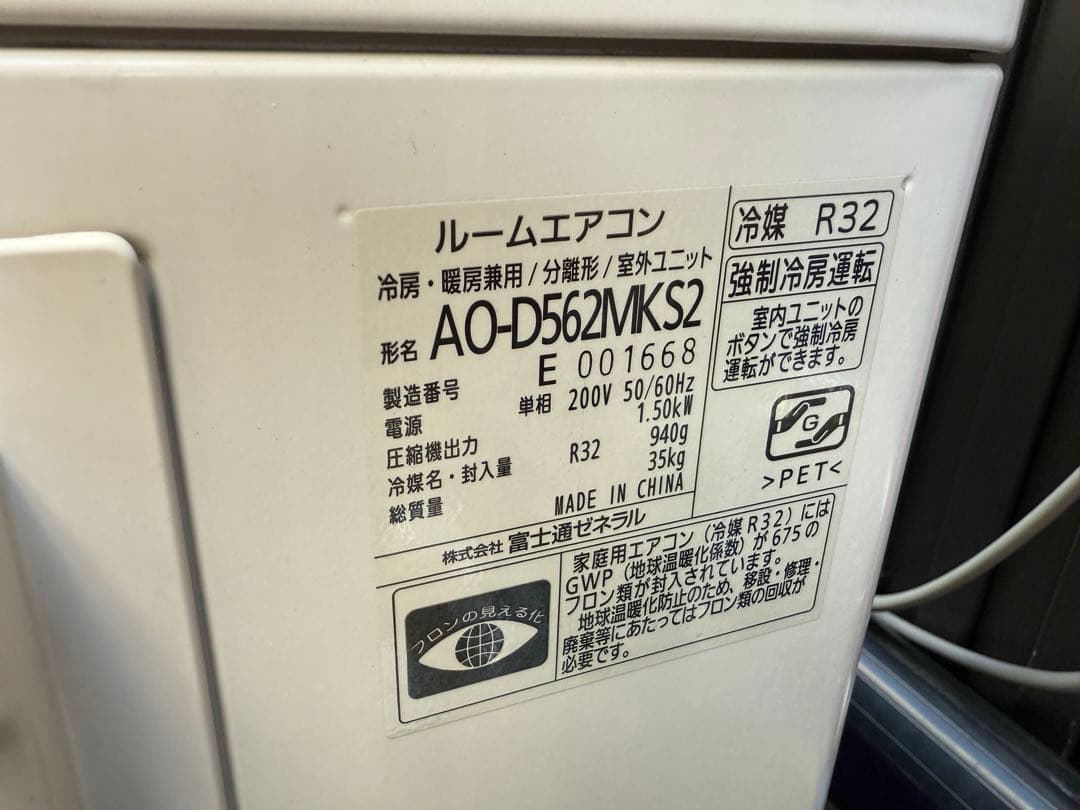 ルームエアコン
冷房・暖房兼用/分離形/室外ユニット
形名 AO-D562MKS2
製造番号 E 001668
電源 単相 200V 50/60Hz
圧縮機出力 1.50kW
冷媒名・封入量 R32 940g
総質量 35kg
MADE IN CHINA
株式会社 富士通ゼネラル
冷媒 R32
強制冷房運転
室内ユニットの
ボタンで強制冷房
運転ができます。
G
>PET<
フロンの見える化
家庭用エアコン(冷媒R32)には
GWP(地球温暖化係数)が675の
フロン類が封入されています。
地球温暖化防止のため、移設・修理・
廃棄等にあたってはフロン類の回収が
必要です。